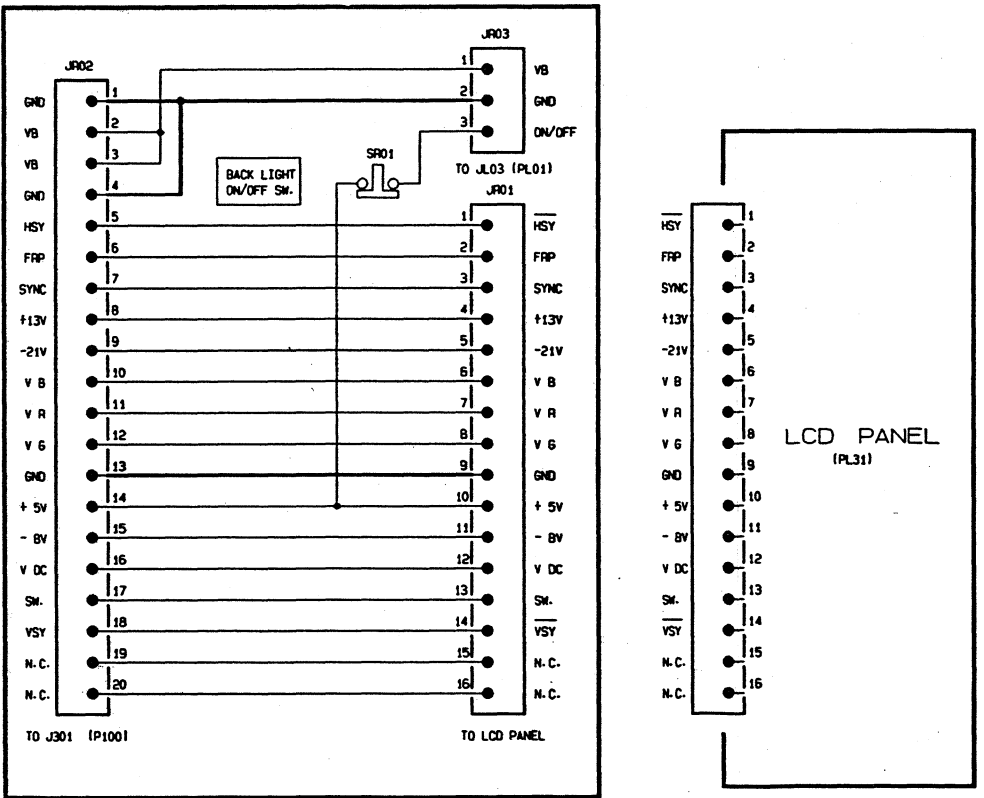 JR02
GND 1
VB 2
VB 3
GND 4
HSY 5
FRP 6
SYNC 7
+13V 8
-21V 9
V B 10
V R 11
V G 12
GND 13
+ 5V 14
- 8V 15
V DC 16
SW. 17
VSY 18
N.C. 19
N.C. 20
TO J301 (P100)
BACK LIGHT
ON/OFF SW.
SR01
JR03
1 VB
2 GND
3 ON/OFF
TO JL03 (PL01)
JR01
1 HSY
2 FRP
3 SYNC
4 +13V
5 -21V
6 V B
7 V R
8 V G
9 GND
10 + 5V
11 - 8V
12 V DC
13 SW.
14 VSY
15 N.C.
16 N.C.
TO LCD PANEL
HSY 1
FRP 2
SYNC 3
+13V 4
-21V 5
V B 6
V R 7
V G 8
GND 9
+ 5V 10
- 8V 11
V DC 12
SW. 13
VSY 14
N.C. 15
N.C. 16
LCD PANEL
(PL31)